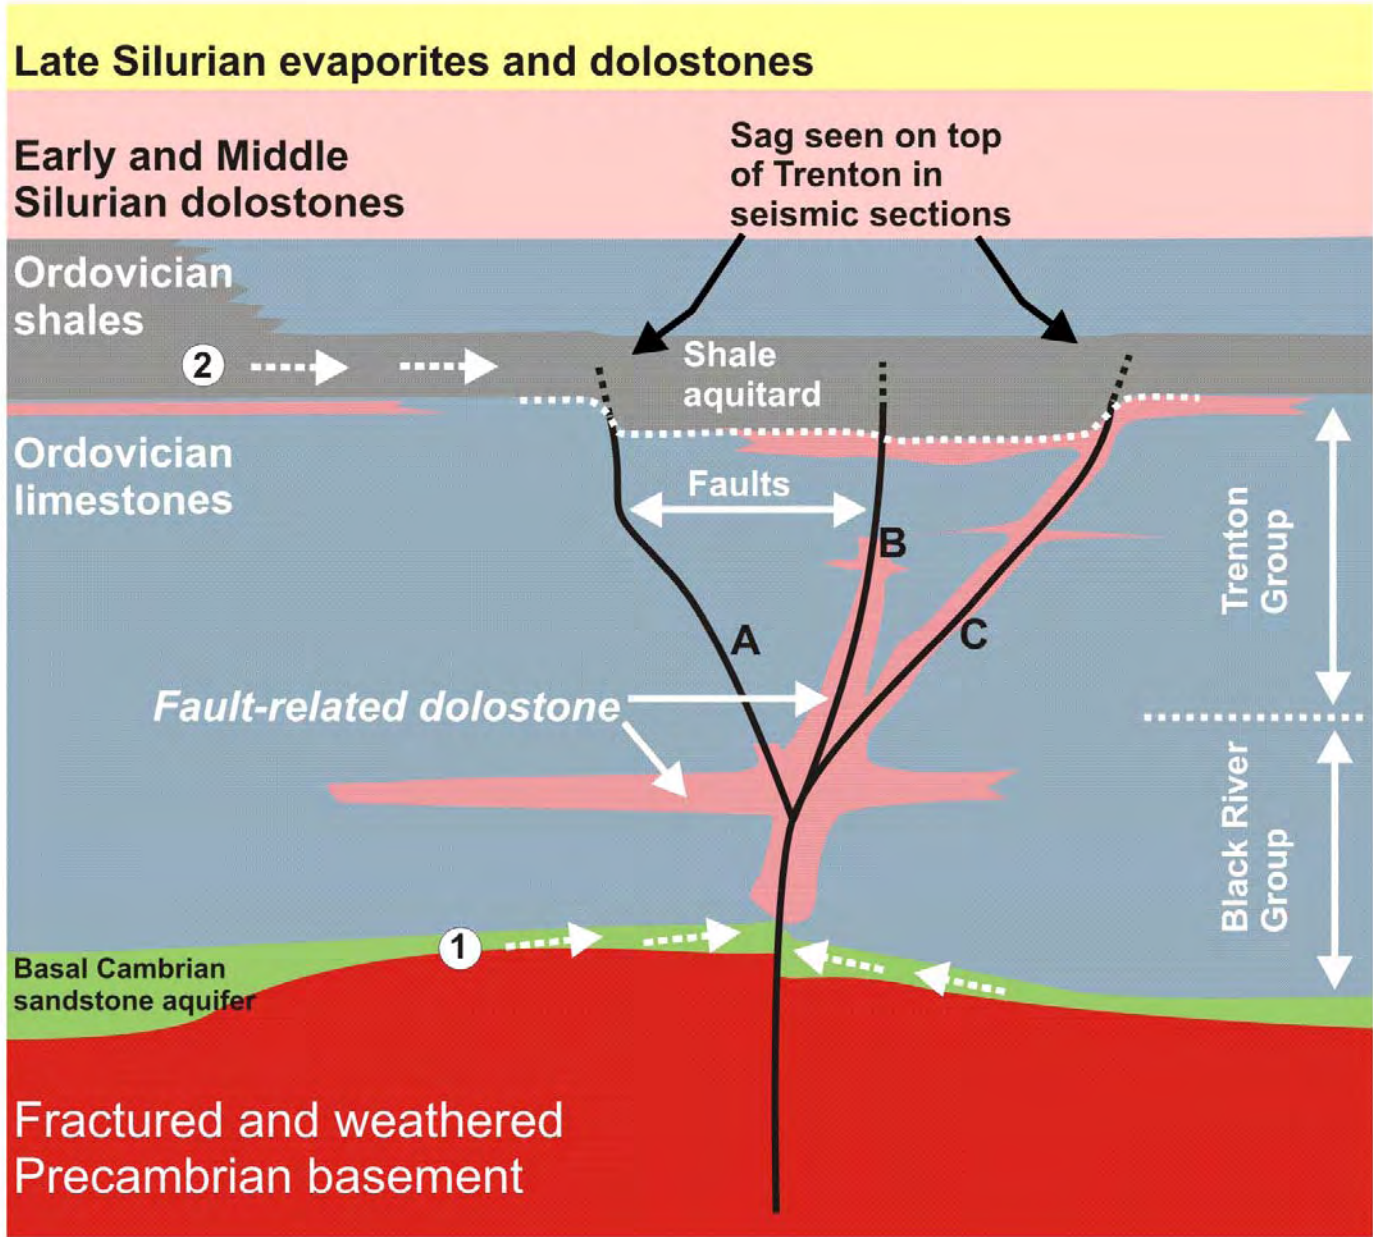 Late Silurian evaporites and dolostones
Early and Middle
Silurian dolostones
Sag seen on top
of Trenton in
seismic sections
Ordovician
shales
2
Shale
aquitard
Ordovician
limestones
Faults
B
Trenton
Group
A
C
Fault-related dolostone
Black River
Group
1
Basal Cambrian
sandstone aquifer
Fractured and weathered
Precambrian basement